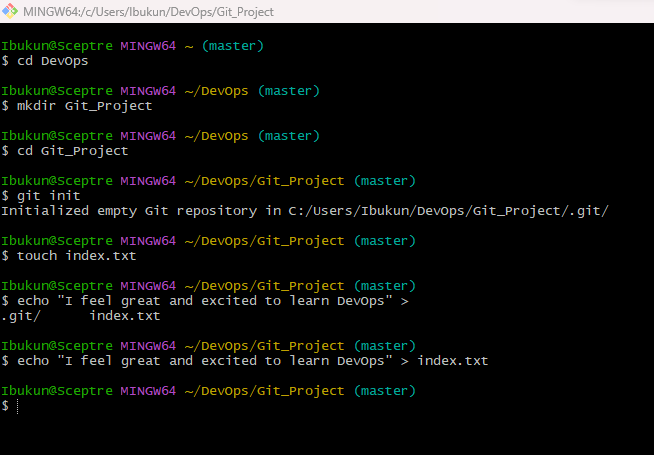 MINGW64:/c/Users/Ibukun/DevOps/Git_Project
Ibukun@Sceptre MINGW64 ~ (master)
$ cd DevOps
Ibukun@Sceptre MINGW64 ~/DevOps (master)
$ mkdir Git_Project
Ibukun@Sceptre MINGW64 ~/DevOps (master)
$ cd Git_Project
Ibukun@Sceptre MINGW64 ~/DevOps/Git_Project (master)
$ git init
Initialized empty Git repository in C:/Users/Ibukun/DevOps/Git_Project/.git/
Ibukun@Sceptre MINGW64 ~/DevOps/Git_Project (master)
$ touch index.txt
Ibukun@Sceptre MINGW64 ~/DevOps/Git_Project (master)
$ echo "I feel great and excited to learn DevOps" >
.git/      index.txt
Ibukun@Sceptre MINGW64 ~/DevOps/Git_Project (master)
$ echo "I feel great and excited to learn DevOps" > index.txt
Ibukun@Sceptre MINGW64 ~/DevOps/Git_Project (master)
$